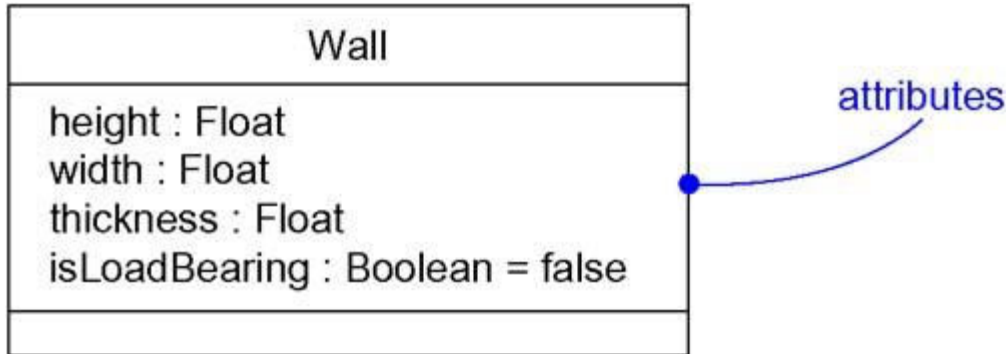 Wall
attributes
height : Float
width : Float
thickness : Float
isLoadBearing : Boolean = false